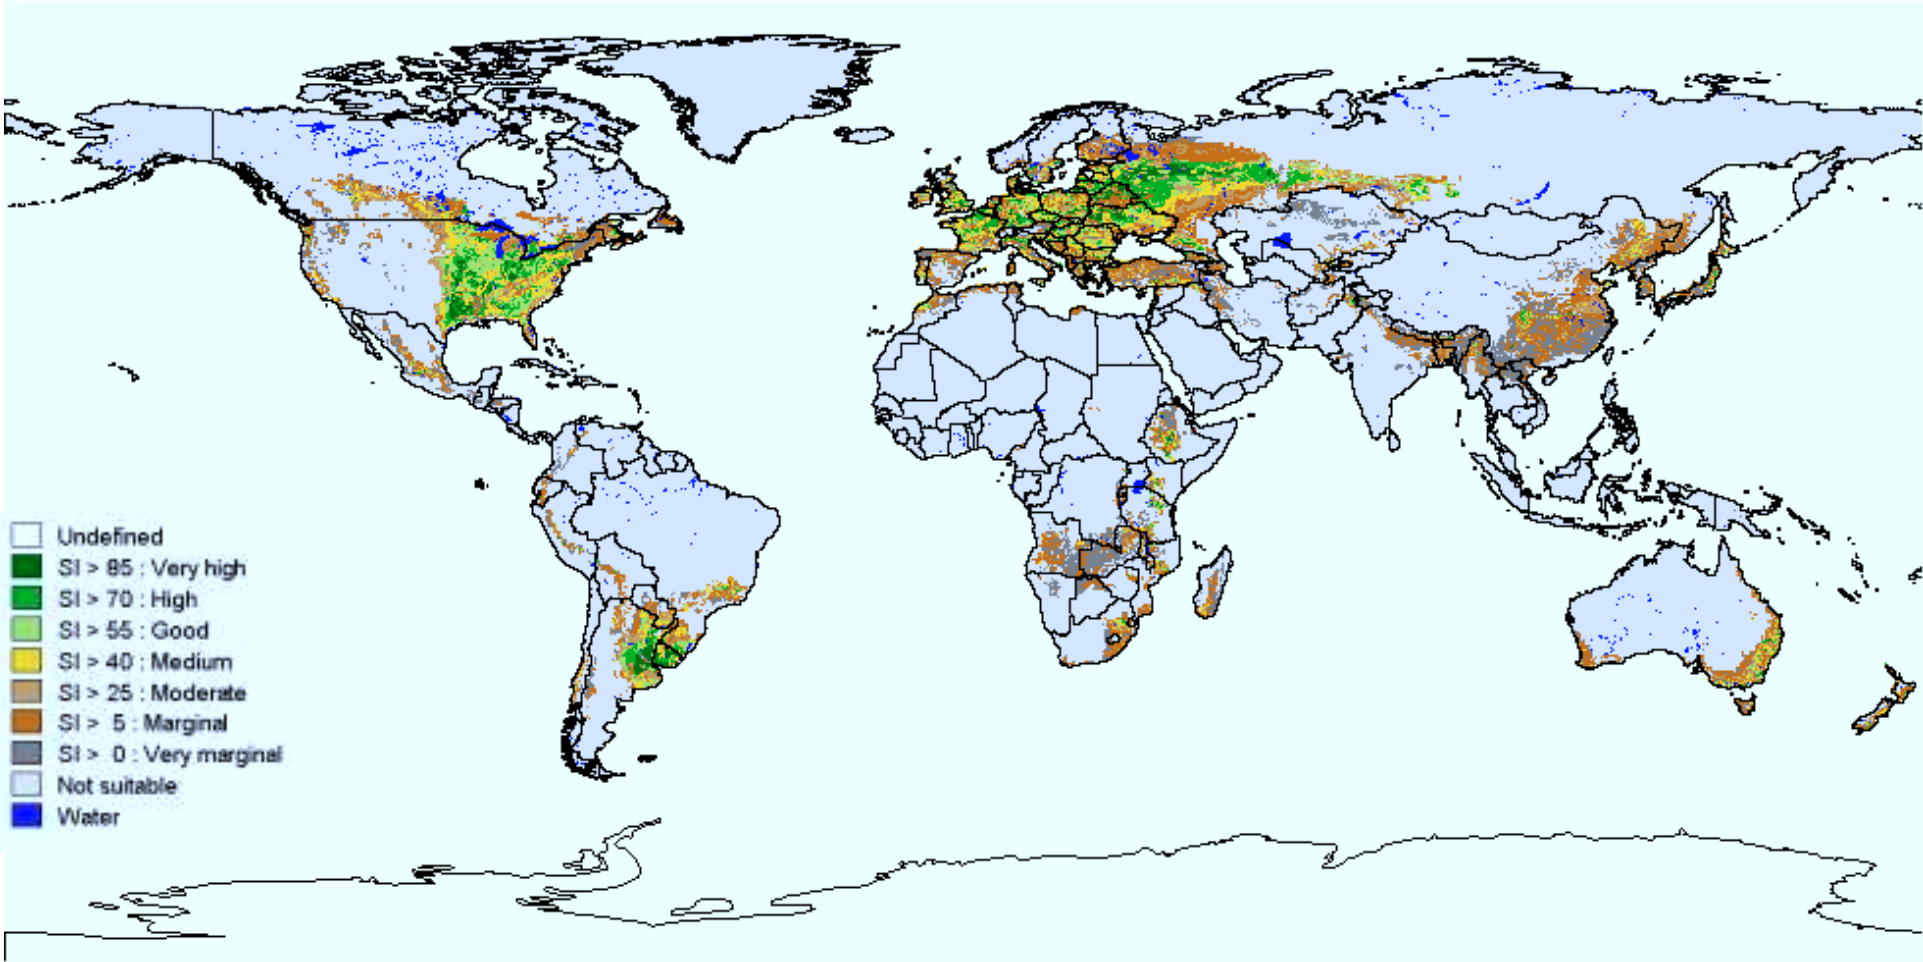 Undefined
SI > 85 : Very high
SI > 70 : High
SI > 55 : Good
SI > 40 : Medium
SI > 25 : Moderate
SI > 5 : Marginal
SI > 0 : Very marginal
Not suitable
Water